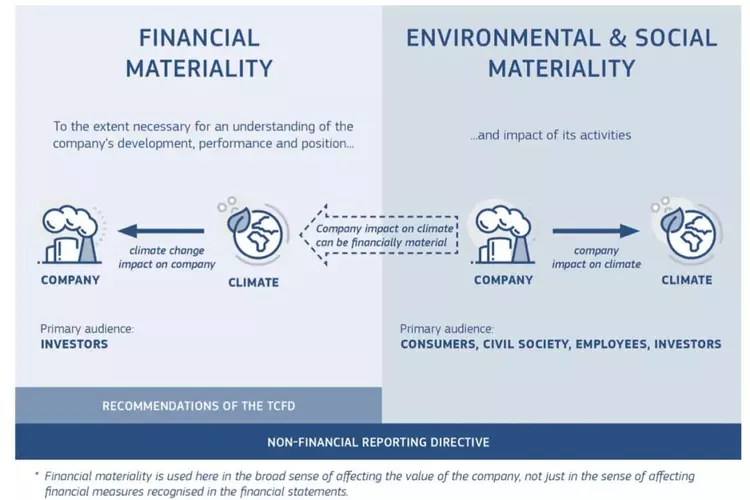 FINANCIAL
MATERIALITY
To the extent necessary for an understanding of the
company's development, performance and position...
COMPANY
climate change
impact on company
CLIMATE
Primary audience:
INVESTORS
RECOMMENDATIONS OF THE TCFD
Company impact on climate
can be financially material
ENVIRONMENTAL & SOCIAL
MATERIALITY
...and impact of its activities
COMPANY
company
impact on climate
CLIMATE
Primary audience:
CONSUMERS, CIVIL SOCIETY, EMPLOYEES, INVESTORS
NON-FINANCIAL REPORTING DIRECTIVE
* Financial materiality is used here in the broad sense of affecting the value of the company, not just in the sense of affecting
financial measures recognised in the financial statements.